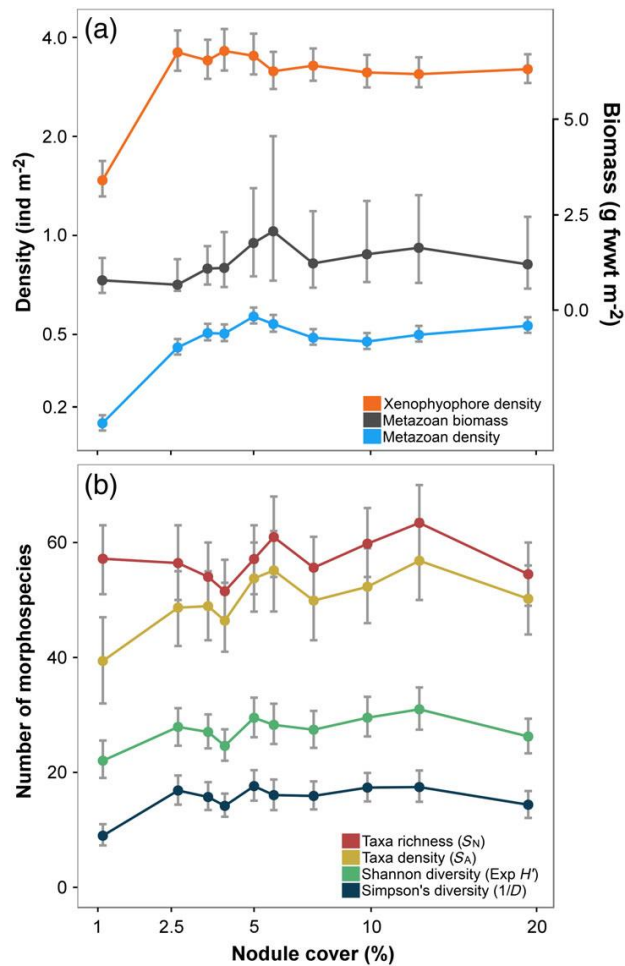 (a)
4.0
2.0
1.0
0.5
0.2
Density (ind m-2)
5.0
2.5
0.0
Biomass (g fwwt m-2)
Xenophyophore density
Metazoan biomass
Metazoan density
(b)
60
40
20
0
Number of morphospecies
Taxa richness (SN)
Taxa density (SA)
Shannon diversity (Exp H′)
Simpson's diversity (1/D)
1 2.5 5 10 20
Nodule cover (%)